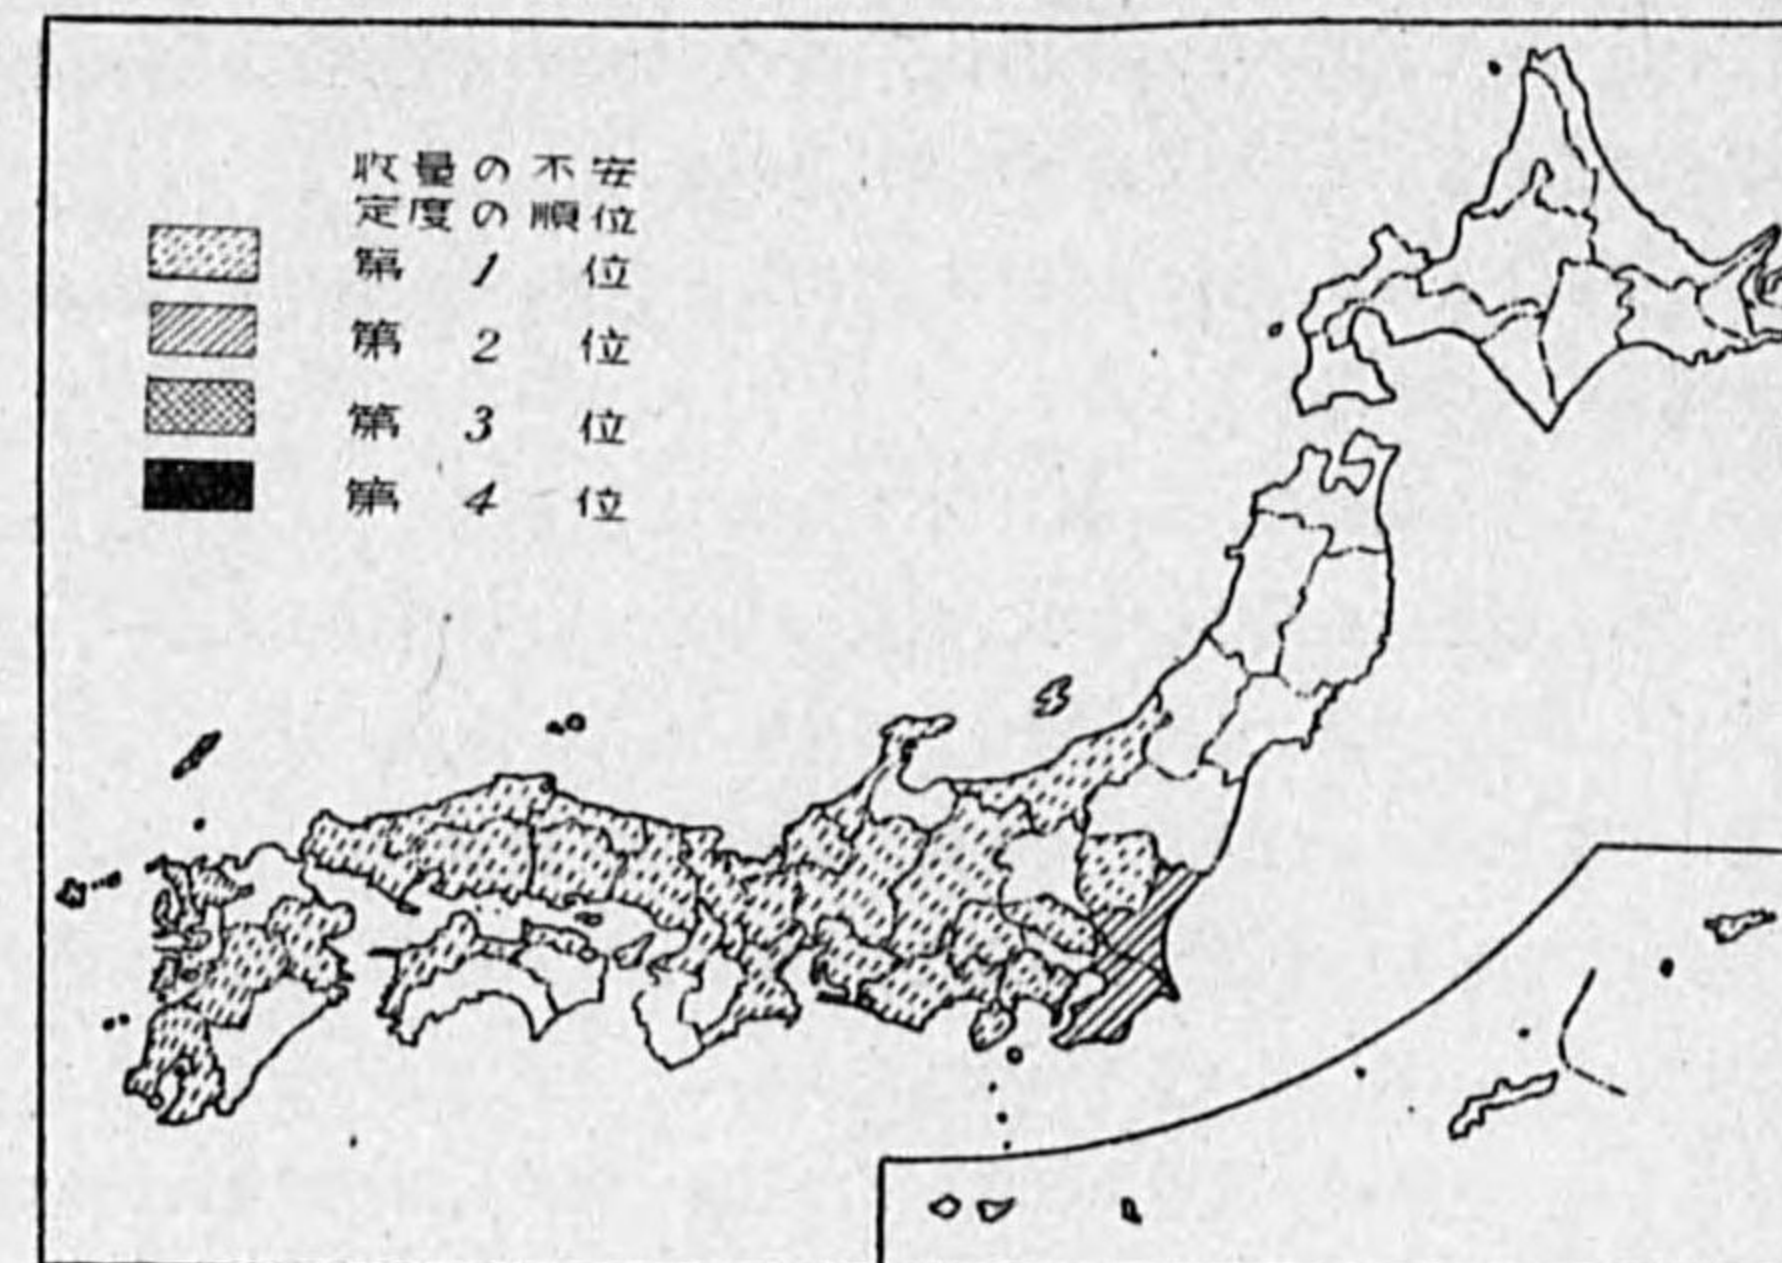 收量の不安
定度の順位
第1位
第2位
第3位
第4位